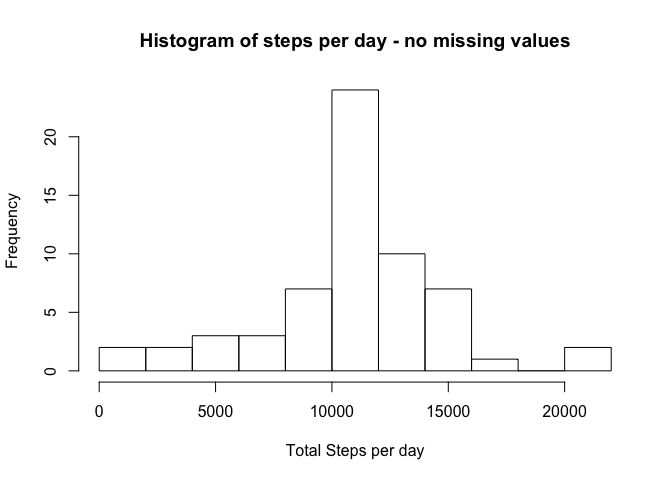 Histogram of steps per day - no missing values
Frequency
20
15
10
5
0
0 5000 10000 15000 20000
Total Steps per day